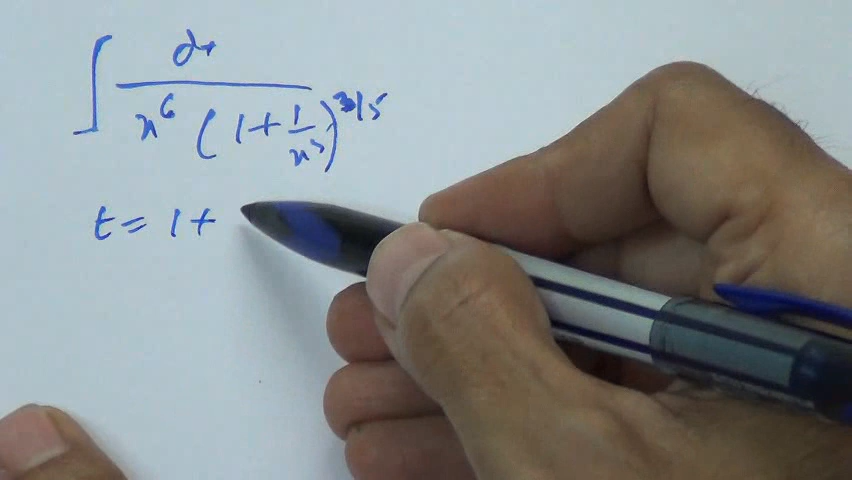 ∫ dx / x^6 (1 + 1/x^5)^3/5
t = 1 +